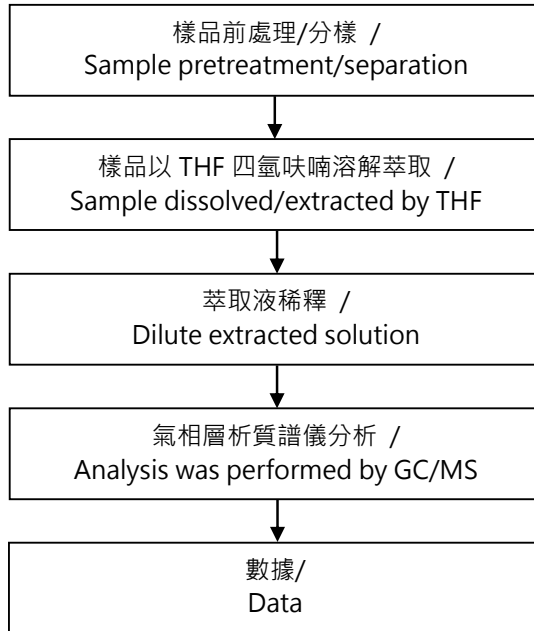 樣品前處理/分樣 /
Sample pretreatment/separation
樣品以 THF 四氫呋喃溶解萃取 /
Sample dissolved/extracted by THF
萃取液稀釋 /
Dilute extracted solution
氣相層析質譜儀分析 /
Analysis was performed by GC/MS
數據/
Data